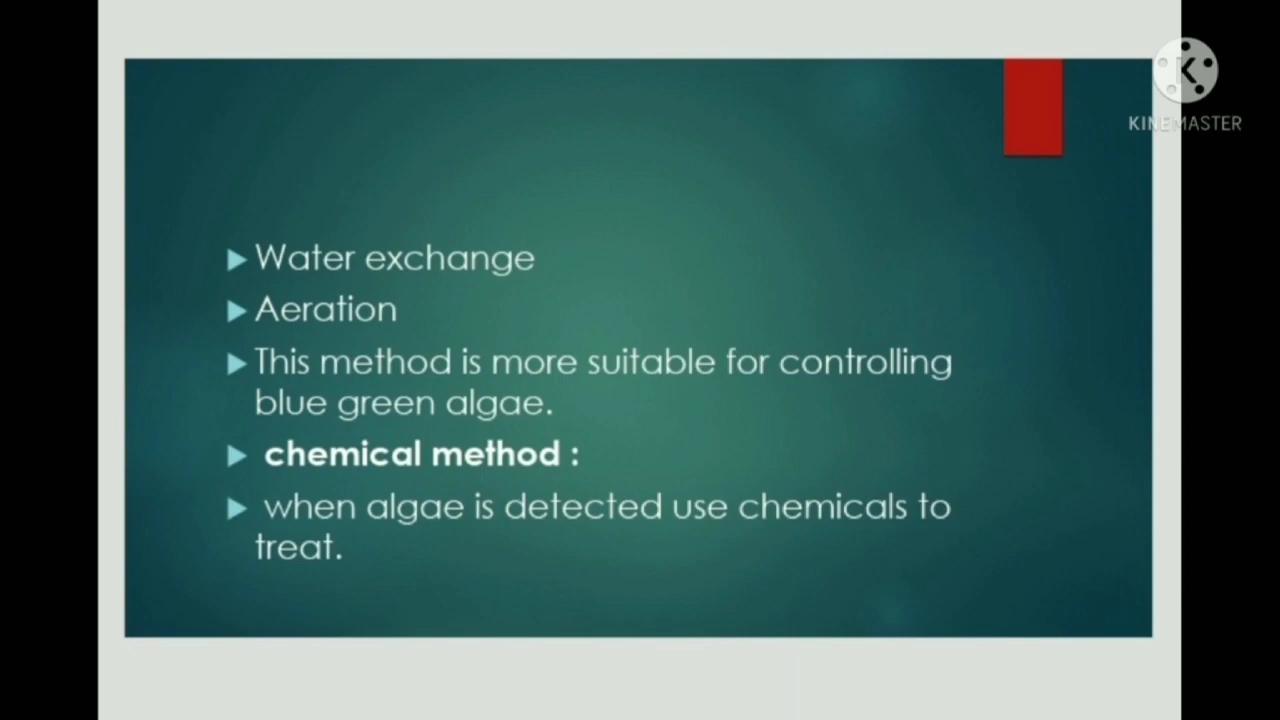 KINEMASTER
Water exchange
Aeration
This method is more suitable for controlling
blue green algae.
chemical method :
when algae is detected use chemicals to
treat.